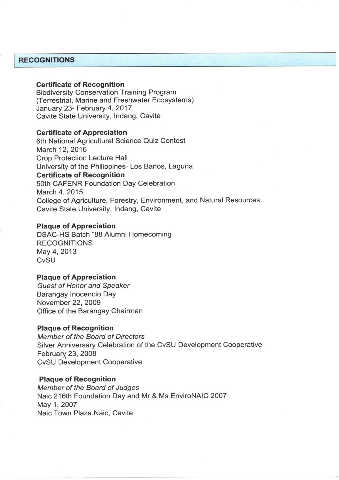 RECOGNITIONS
Certificate of Recognition
Biodiversity Conservation Training Program
(Terrestrial, Marine and Freshwater Ecosystems)
January 23- February 4, 2017
Cavite State University, Indang, Cavite
Certificate of Appreciation
6th National Agricultural Science Quiz Contest
March 12, 2016
Crop Protection Lecture Hall
University of the Philippines- Los Banos, Laguna
Certificate of Recognition
50th CAFENR Foundation Day Celebration
March 4, 2015
College of Agriculture, Forestry, Environment, and Natural Resources
Cavite State University, Indang, Cavite
Plaque of Appreciation
DSAC-HS Batch '88 Alumni Homecoming
RECOGNITIONS
May 4, 2013
CvSU
Plaque of Appreciation
Guest of Honor and Speaker
Barangay Inocencio Day
November 22, 2009
Office of the Barangay Chairman
Plaque of Recognition
Member of the Board of Directors
Silver Anniversary Celebration of the CvSU Development Cooperative
February 23, 2008
CvSU Development Cooperative
Plaque of Recognition
Member of the Board of Judges
Naic 216th Foundation Day and Mr & Ms EnviroNAIC 2007
May 1, 2007
Naic Town Plaza Naic, Cavite